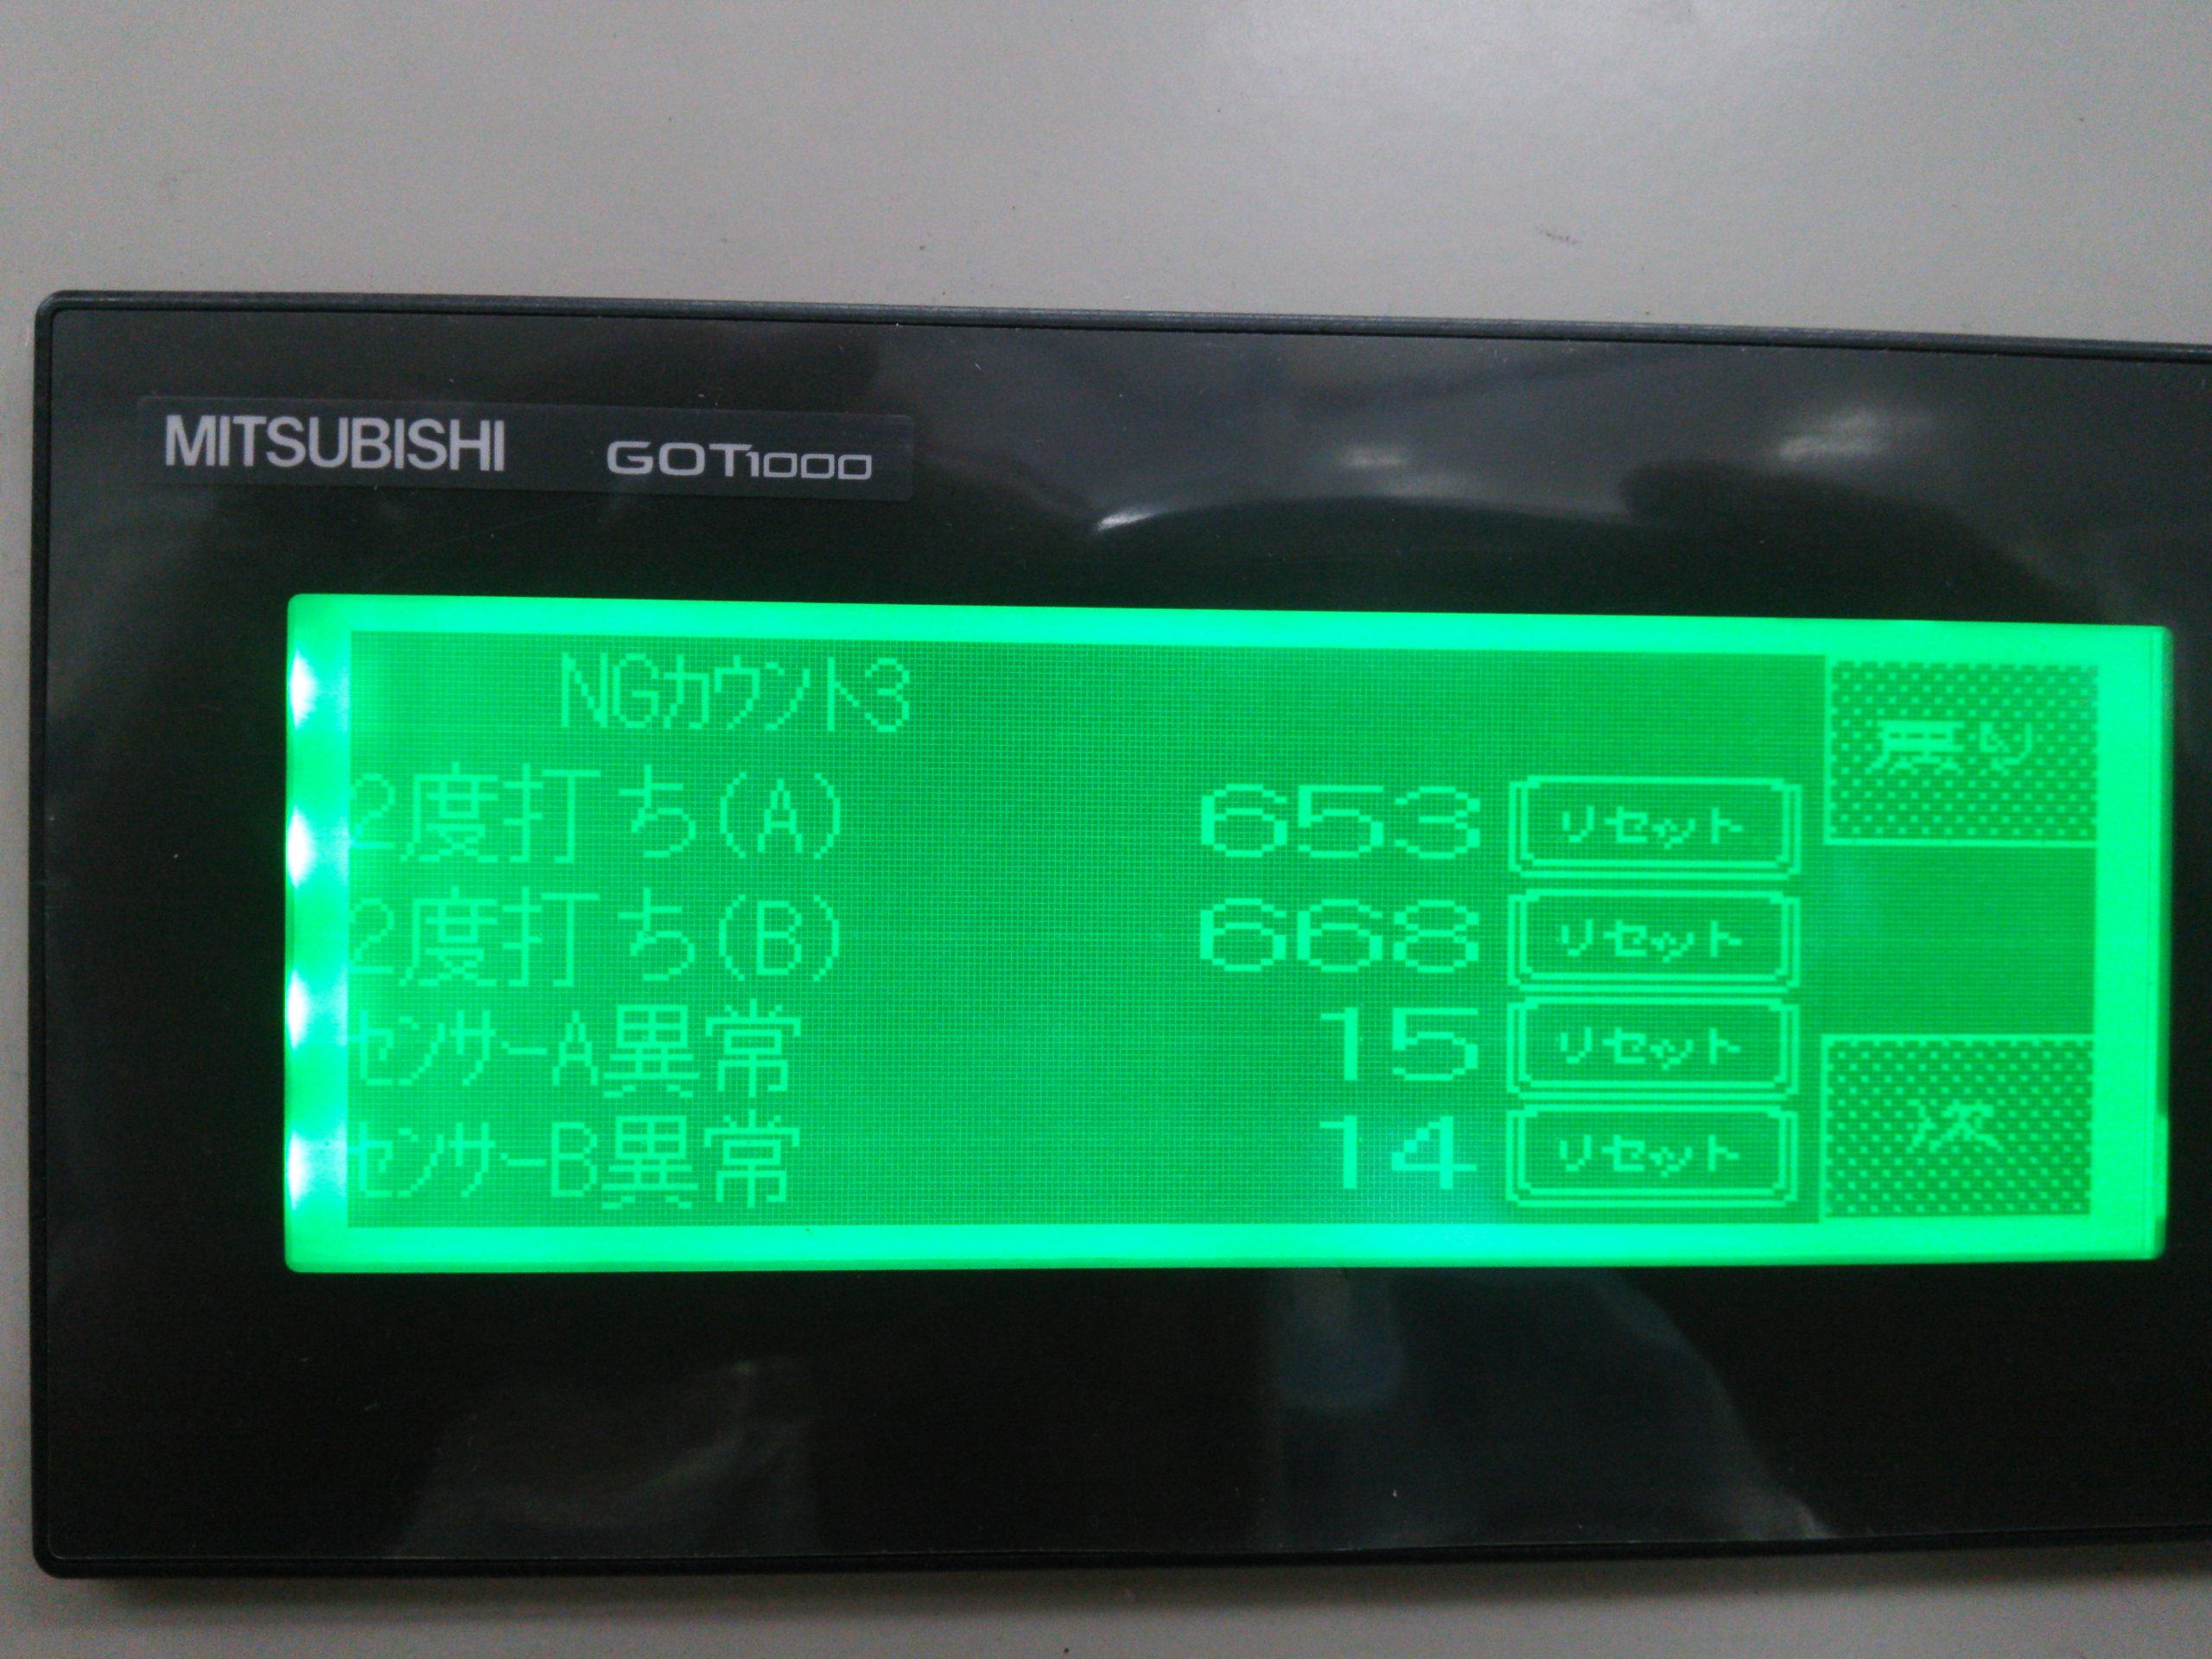 MITSUBISHI GOT1000
NGカウント3
戻り
2度打ち(A) 653 リセット
2度打ち(B) 668 リセット
センサーA異常 15 リセット
センサーB異常 14 リセット
次